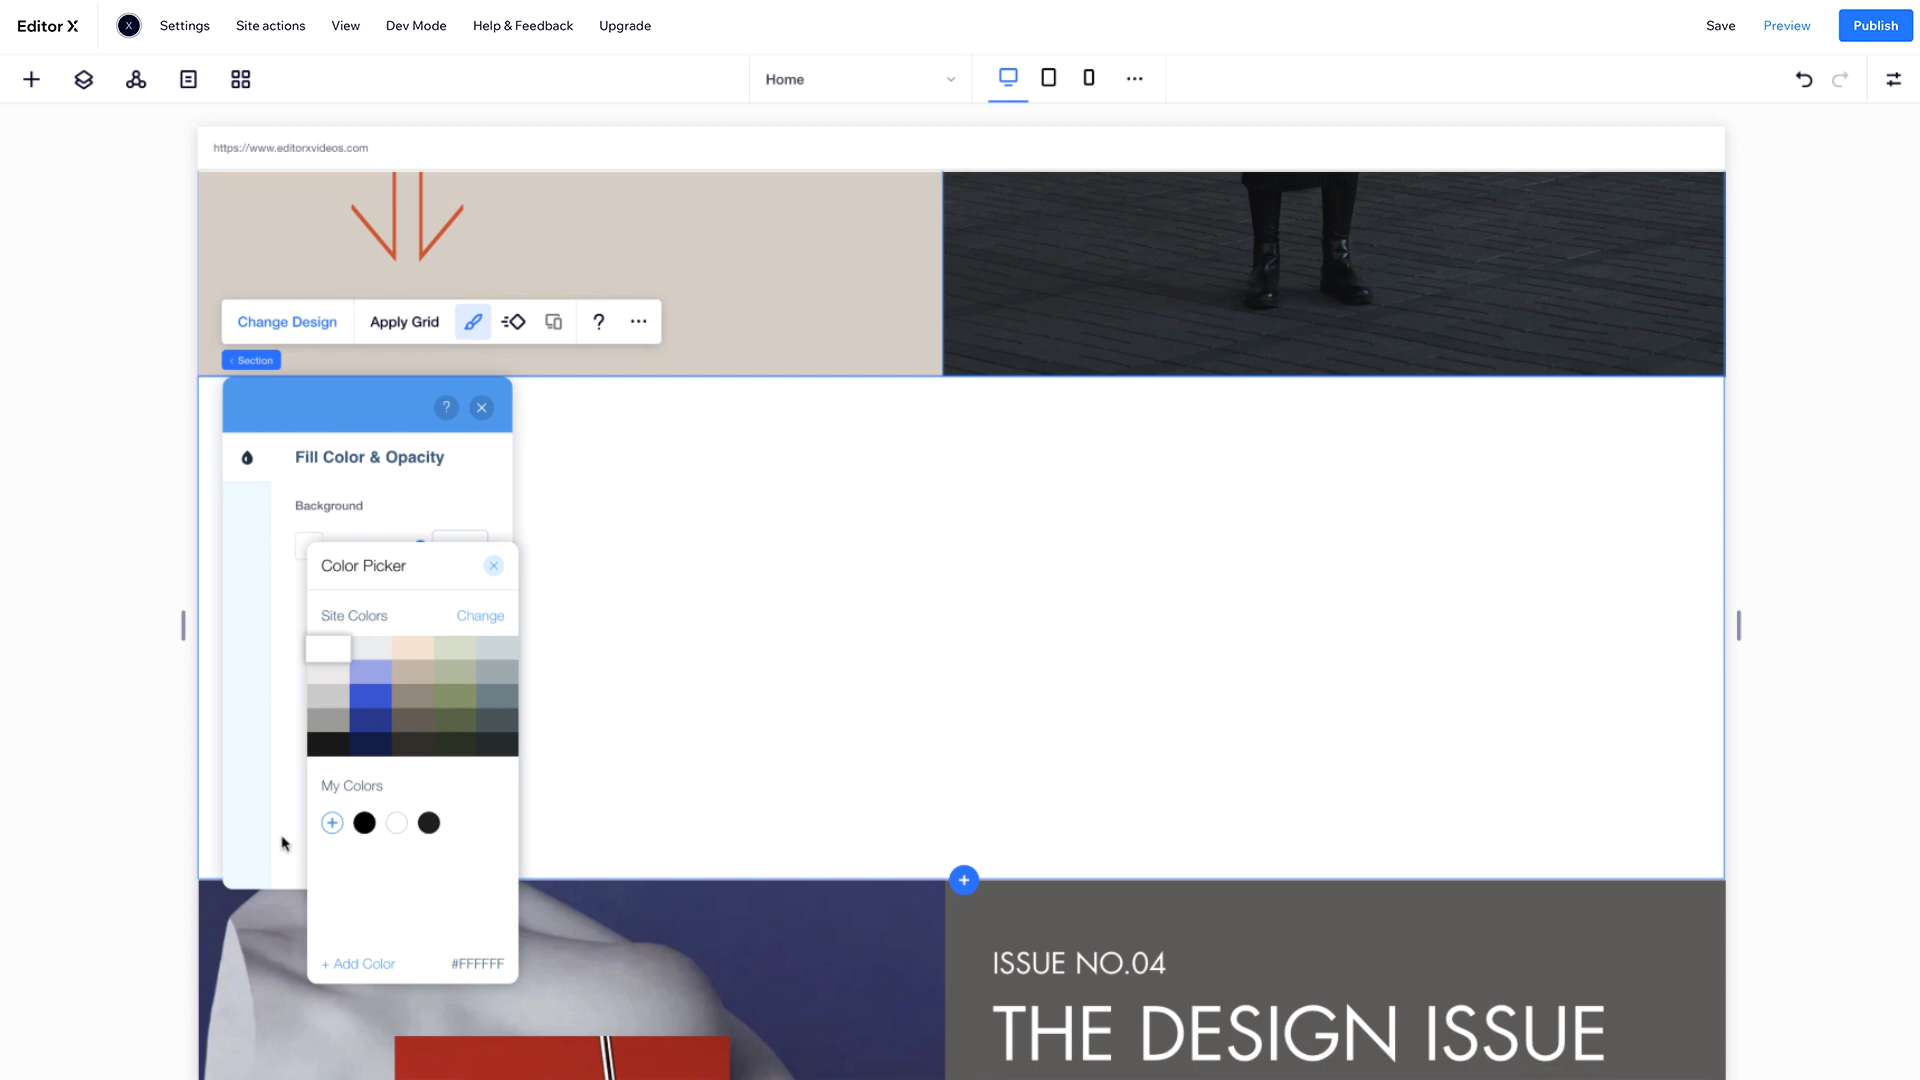 Editor X
X
Settings
Site actions
View
Dev Mode
Help & Feedback
Upgrade
Save
Preview
Publish
Home
https://www.editorxvideos.com
Change Design
Apply Grid
?
< Section
?
Fill Color & Opacity
Background
Color Picker
Site Colors
Change
My Colors
+ Add Color
#FFFFFF
ISSUE NO.04
THE DESIGN ISSUE